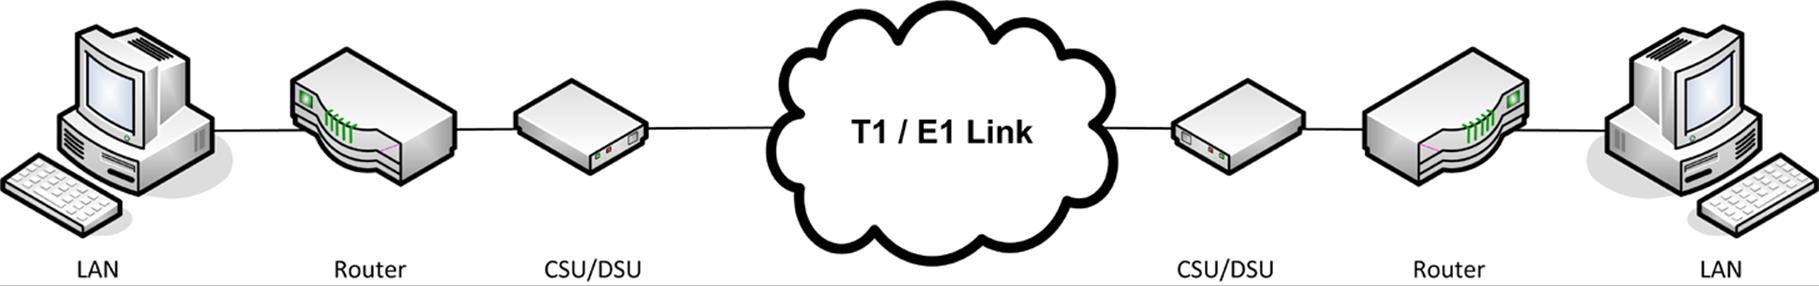 T1 / E1 Link
LAN
Router
CSU/DSU
CSU/DSU
Router
LAN